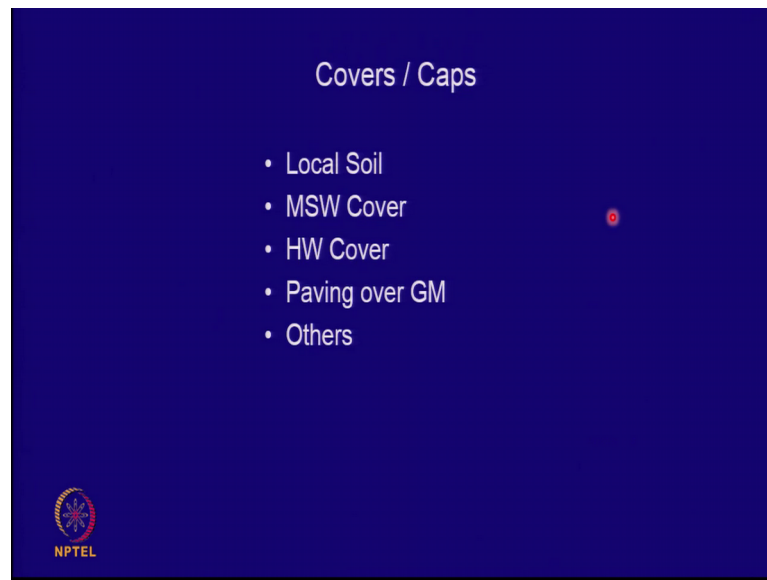 Covers / Caps
• Local Soil
• MSW Cover
• HW Cover
• Paving over GM
• Others
NPTEL